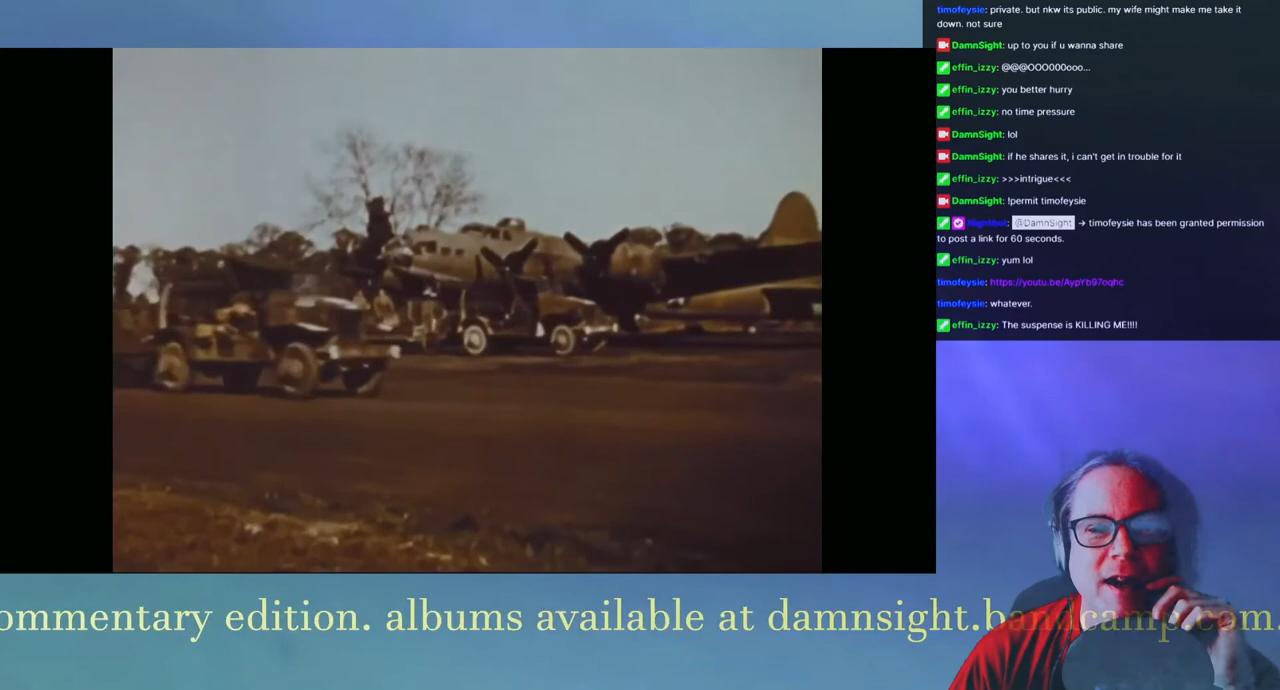 timofeysie: private. but nkw its public. my wife might make me take it
down. not sure
DamnSight: up to you if u wanna share
effin_izzy: @@@OOO000ooo...
effin_izzy: you better hurry
effin_izzy: no time pressure
DamnSight: lol
DamnSight: if he shares it, i can't get in trouble for it
effin_izzy: >>>intrigue<<<
DamnSight: !permit timofeysie
Nightbot: @DamnSight -> timofeysie has been granted permission
to post a link for 60 seconds.
effin_izzy: yum lol
timofeysie: https://youtu.be/AypYb97oqhc
timofeysie: whatever.
effin_izzy: The suspense is KILLING ME!!!!
ommentary edition. albums available at damnsight.bandcamp.com.